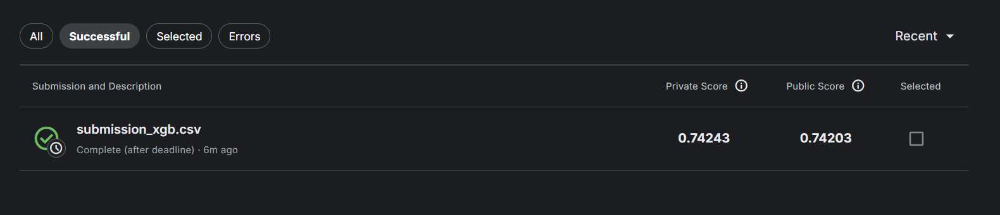 All Successful Selected Errors Recent
Submission and Description Private Score Public Score Selected
submission_xgb.csv 0.74243 0.74203
Complete (after deadline) · 6m ago